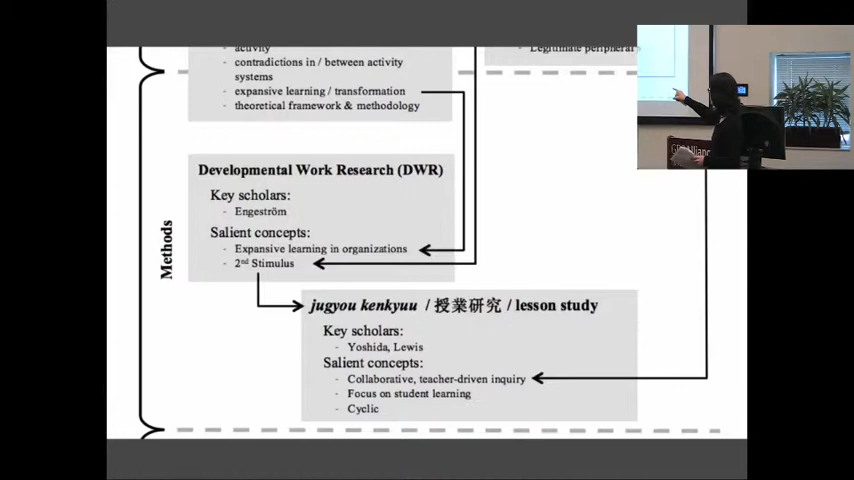 activity
- contradictions in / between activity
systems
- expansive learning / transformation
- theoretical framework & methodology
- Legitimate peripheral
Developmental Work Research (DWR)
Key scholars:
- Engeström
Salient concepts:
- Expansive learning in organizations
- 2nd Stimulus
Methods
jugyou kenkyuu / 授業研究 / lesson study
Key scholars:
- Yoshida, Lewis
Salient concepts:
- Collaborative, teacher-driven inquiry
- Focus on student learning
- Cyclic